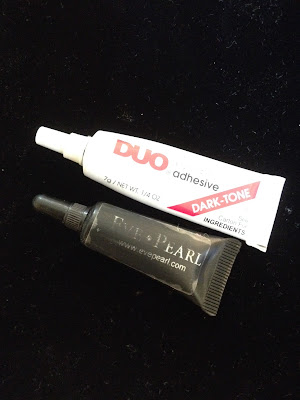 DUO
adhesive
7g / NET WT. 1/4 OZ.
DARK-TONE
INGREDIENTS
EVE • PEARL
www.evepearl.com